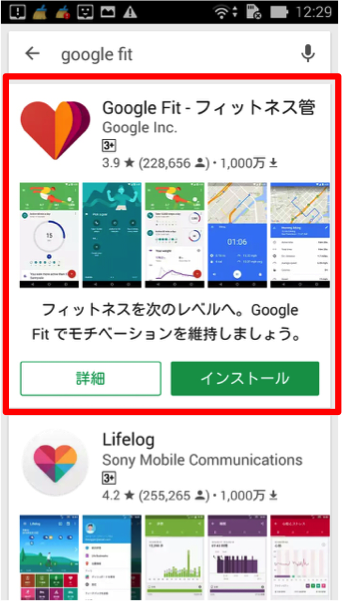 12:29
google fit
Google Fit - フィットネス管
Google Inc.
3+
3.9 ★ (228,656) • 1,000万
15
01:06
フィットネスを次のレベルへ。Google
Fit でモチベーションを維持しましょう。
詳細
インストール
Lifelog
Sony Mobile Communications
3+
4.2 ★ (255,265) • 1,000万